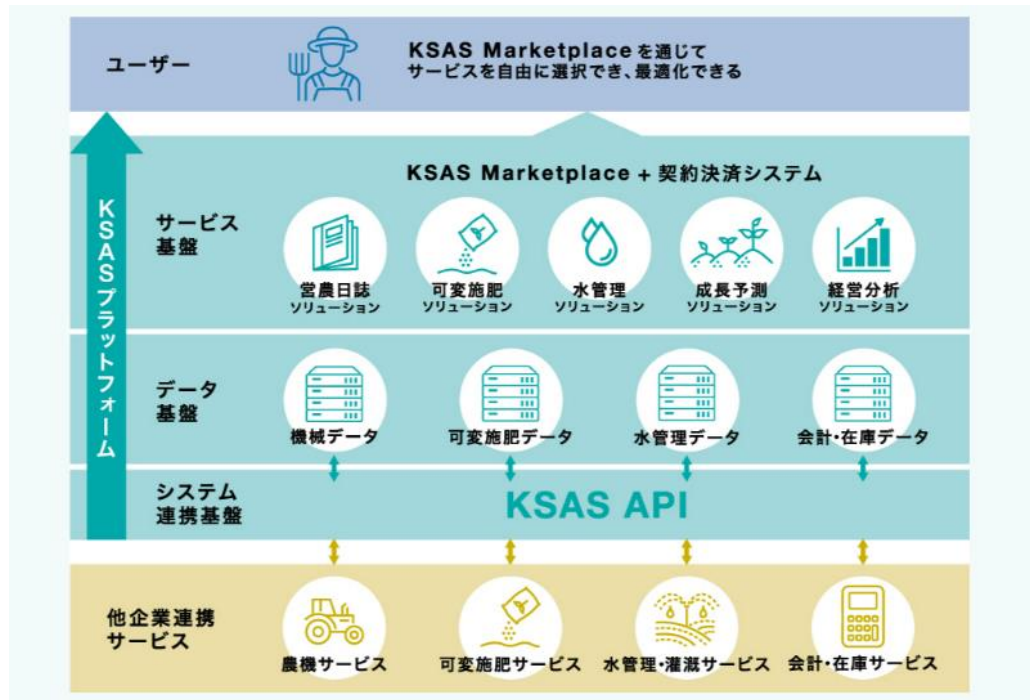 ユーザー
KSAS Marketplaceを通じて
サービスを自由に選択でき、最適化できる
KSASプラットフォーム
KSAS Marketplace + 契約決済システム
サービス
基盤
営農日誌
ソリューション
可変施肥
ソリューション
水管理
ソリューション
成長予測
ソリューション
経営分析
ソリューション
データ
基盤
機械データ
可変施肥データ
水管理データ
会計・在庫データ
システム
連携基盤
KSAS API
他企業連携
サービス
農機サービス
可変施肥サービス
水管理・灌漑サービス
会計・在庫サービス